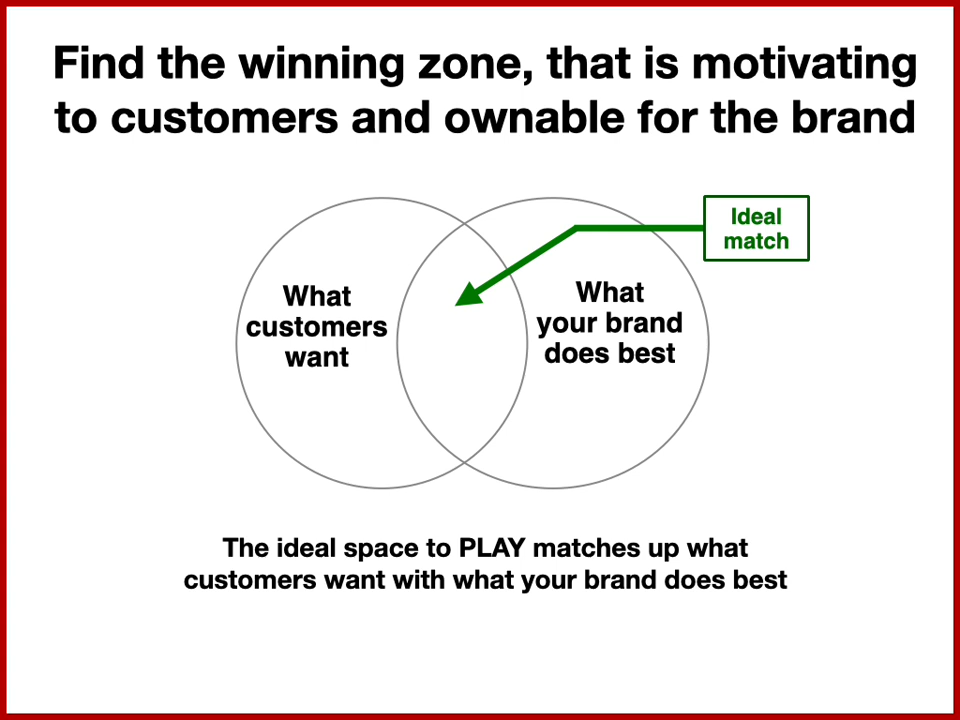 Find the winning zone, that is motivating
to customers and ownable for the brand
Ideal
match
What
customers
want
What
your brand
does best
The ideal space to PLAY matches up what
customers want with what your brand does best